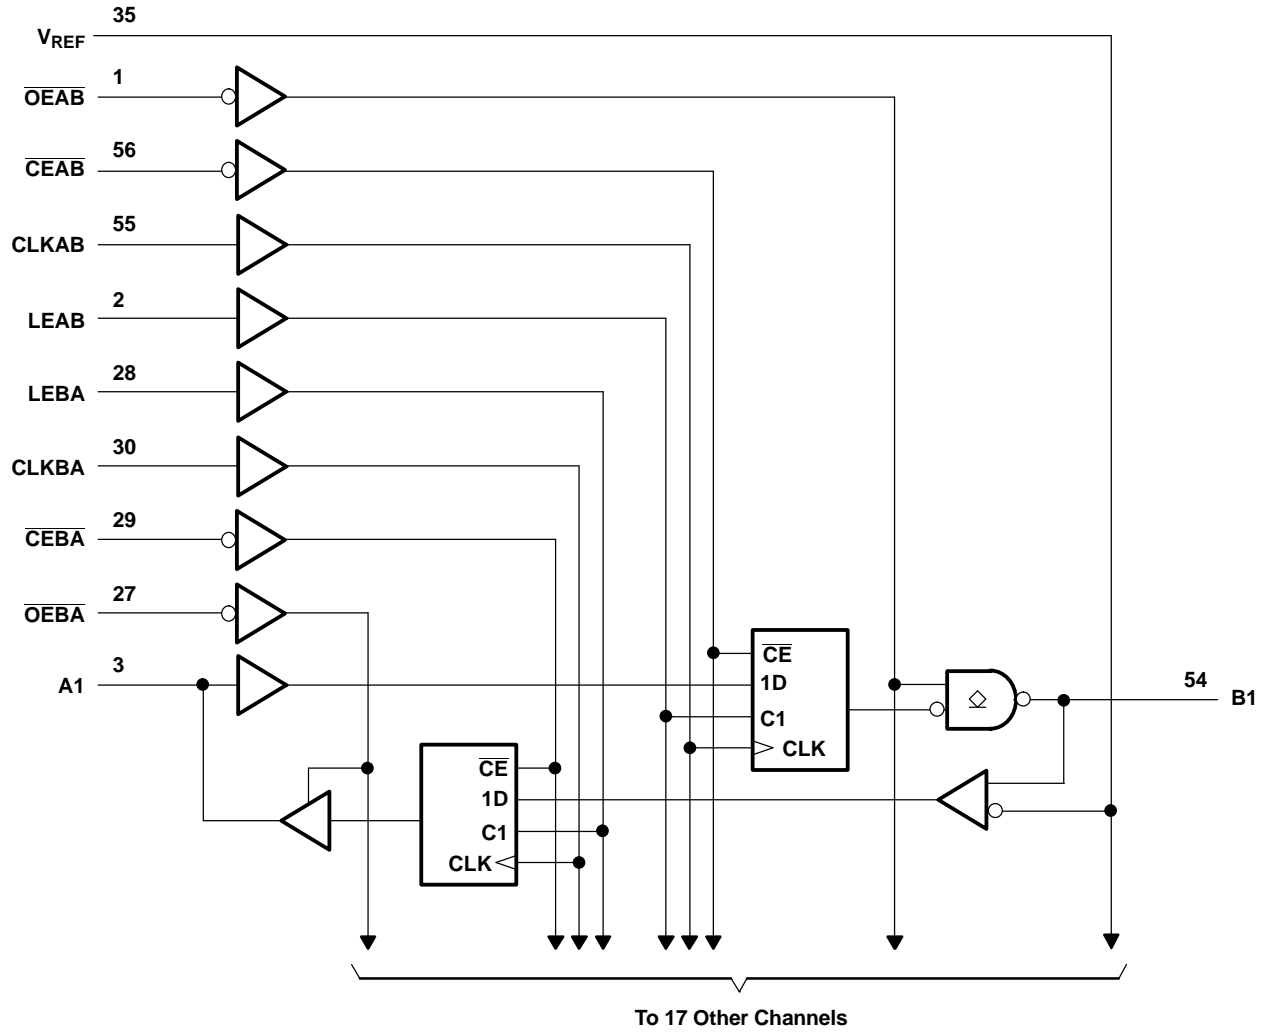 35
VREF
1
OEAB
56
CEAB
55
CLKAB
2
LEAB
28
LEBA
30
CLKBA
29
CEBA
27
OEBA
3
A1
CE
1D
C1
CLK
54
B1
CE
1D
C1
CLK
To 17 Other Channels